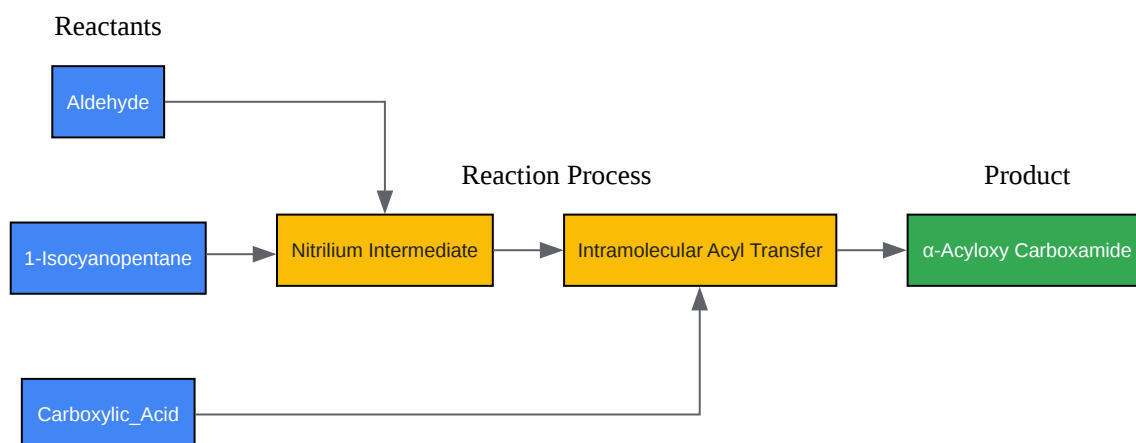 Reactants
Aldehyde
Reaction Process
Product
1-Isocyanopentane
Nitrilium Intermediate
Intramolecular Acyl Transfer
α-Acyloxy Carboxamide
Carboxylic_Acid